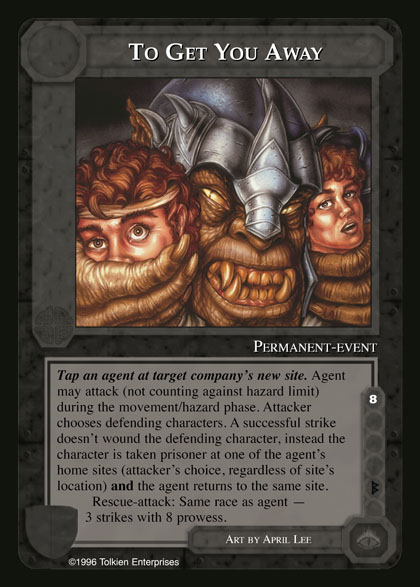 To Get You Away
Permanent-event
Tap an agent at target company's new site. Agent
may attack (not counting against hazard limit)
during the movement/hazard phase. Attacker
chooses defending characters. A successful strike
doesn't wound the defending character, instead the
character is taken prisoner at one of the agent's
home sites (attacker's choice, regardless of site's
location) and the agent returns to the same site.
Rescue-attack: Same race as agent —
3 strikes with 8 prowess.
8
Art by April Lee
©1996 Tolkien Enterprises